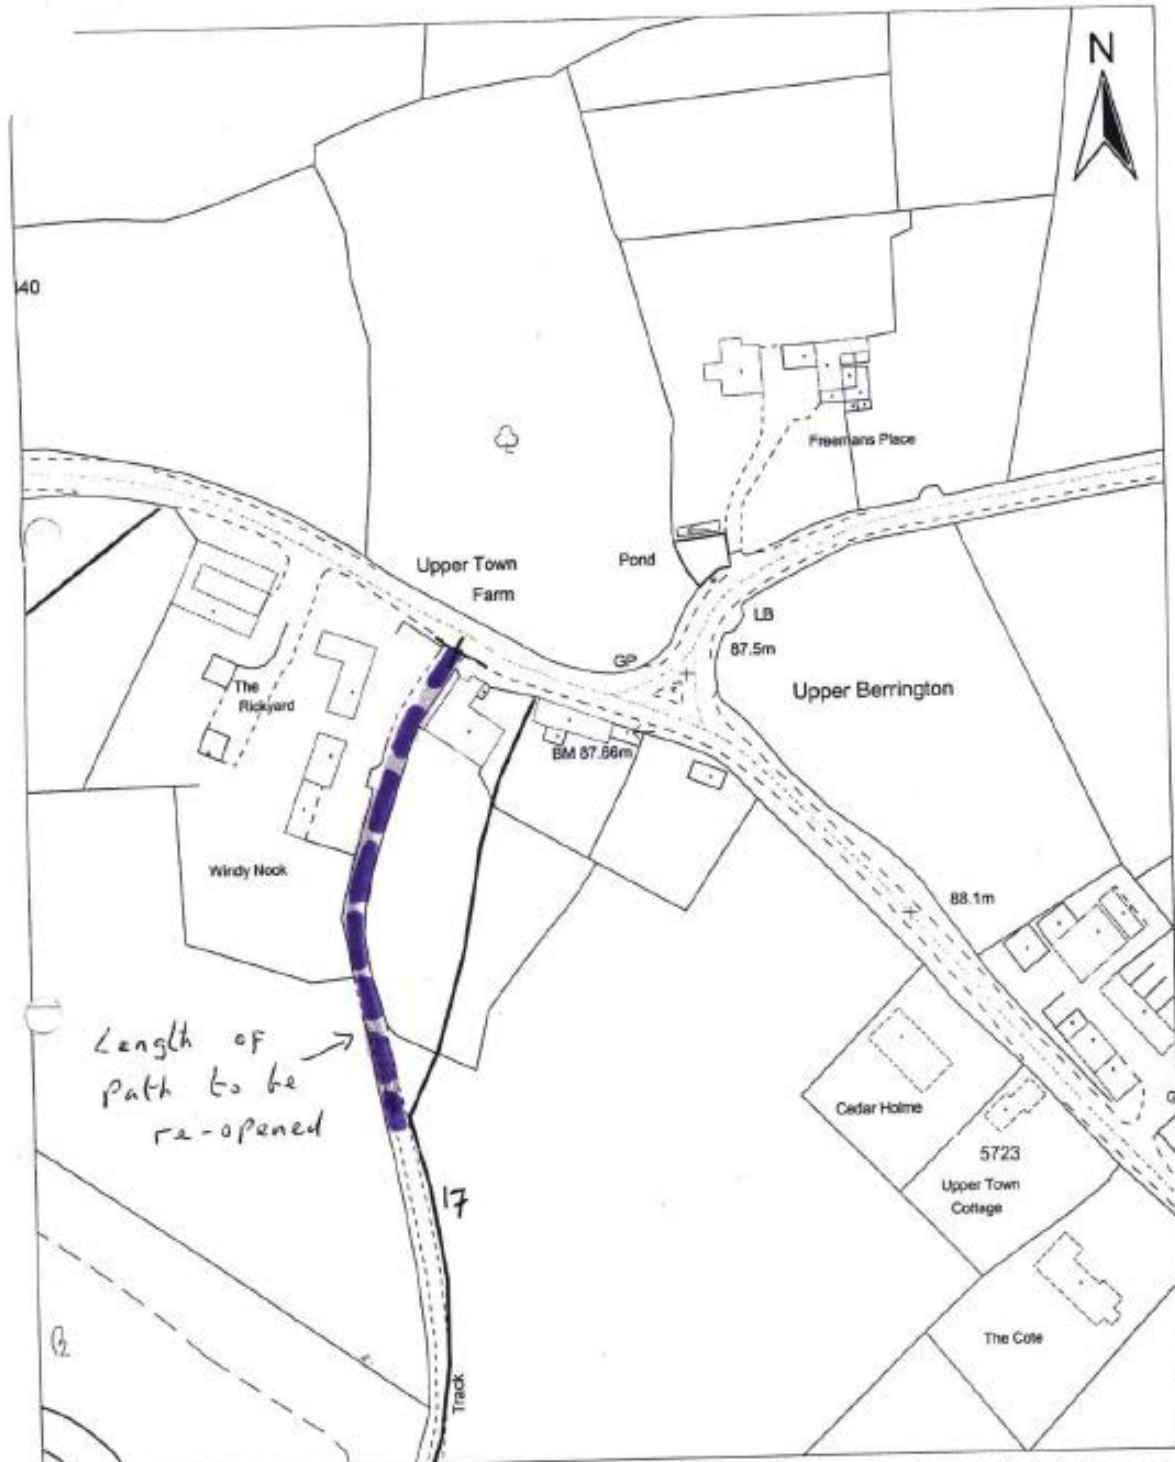 N
40
Freemans Place
Upper Town
Farm
Pond
LB
87.5m
GP
Upper Berrington
The
Rickyard
BM 87.66m
Windy Nook
88.1m
Length of
path to be
re-opened
Cedar Holme
5723
Upper Town
Cottage
17
The Cote
Track